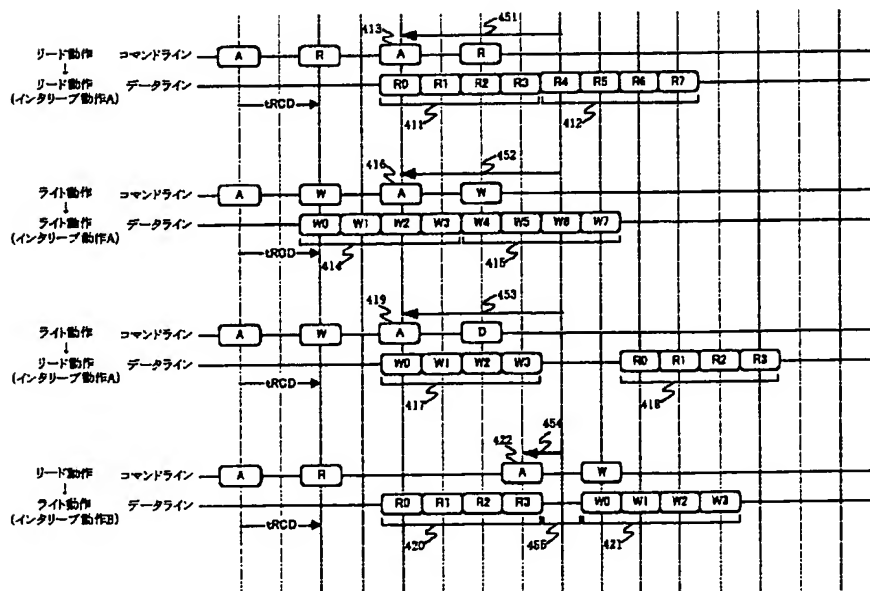 413 451
リード動作 コマンドライン A R A R
↓
リード動作 データライン R0 R1 R2 R3 R4 R5 R6 R7
(インタリーブ動作A)
tRCD 411 412
416 452
ライト動作 コマンドライン A W A W
↓
ライト動作 データライン W0 W1 W2 W3 W4 W5 W6 W7
(インタリーブ動作A)
tRCD 414 415
419 453
ライト動作 コマンドライン A W A D
↓
リード動作 データライン W0 W1 W2 W3 R0 R1 R2 R3
(インタリーブ動作A)
tRCD 417 418
422 454
リード動作 コマンドライン A R A W
↓
ライト動作 データライン R0 R1 R2 R3 W0 W1 W2 W3
(インタリーブ動作B)
tRCD 420 455 421